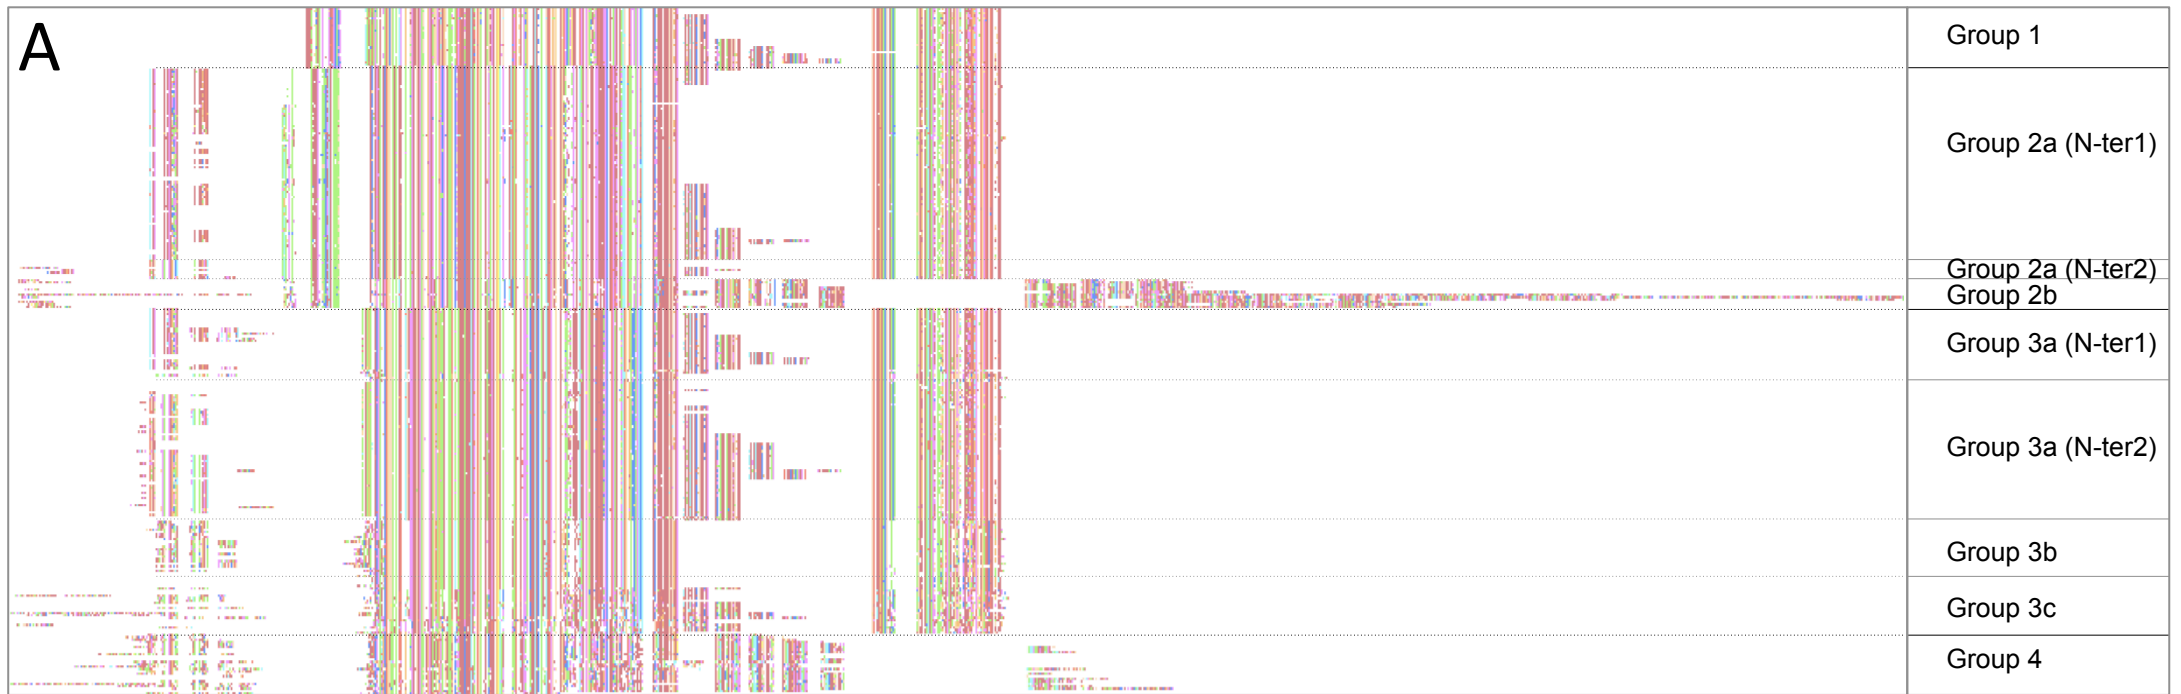 A
Group 1
Group 2a (N-ter1)
Group 2a (N-ter2)
Group 2b
Group 3a (N-ter1)
Group 3a (N-ter2)
Group 3b
Group 3c
Group 4